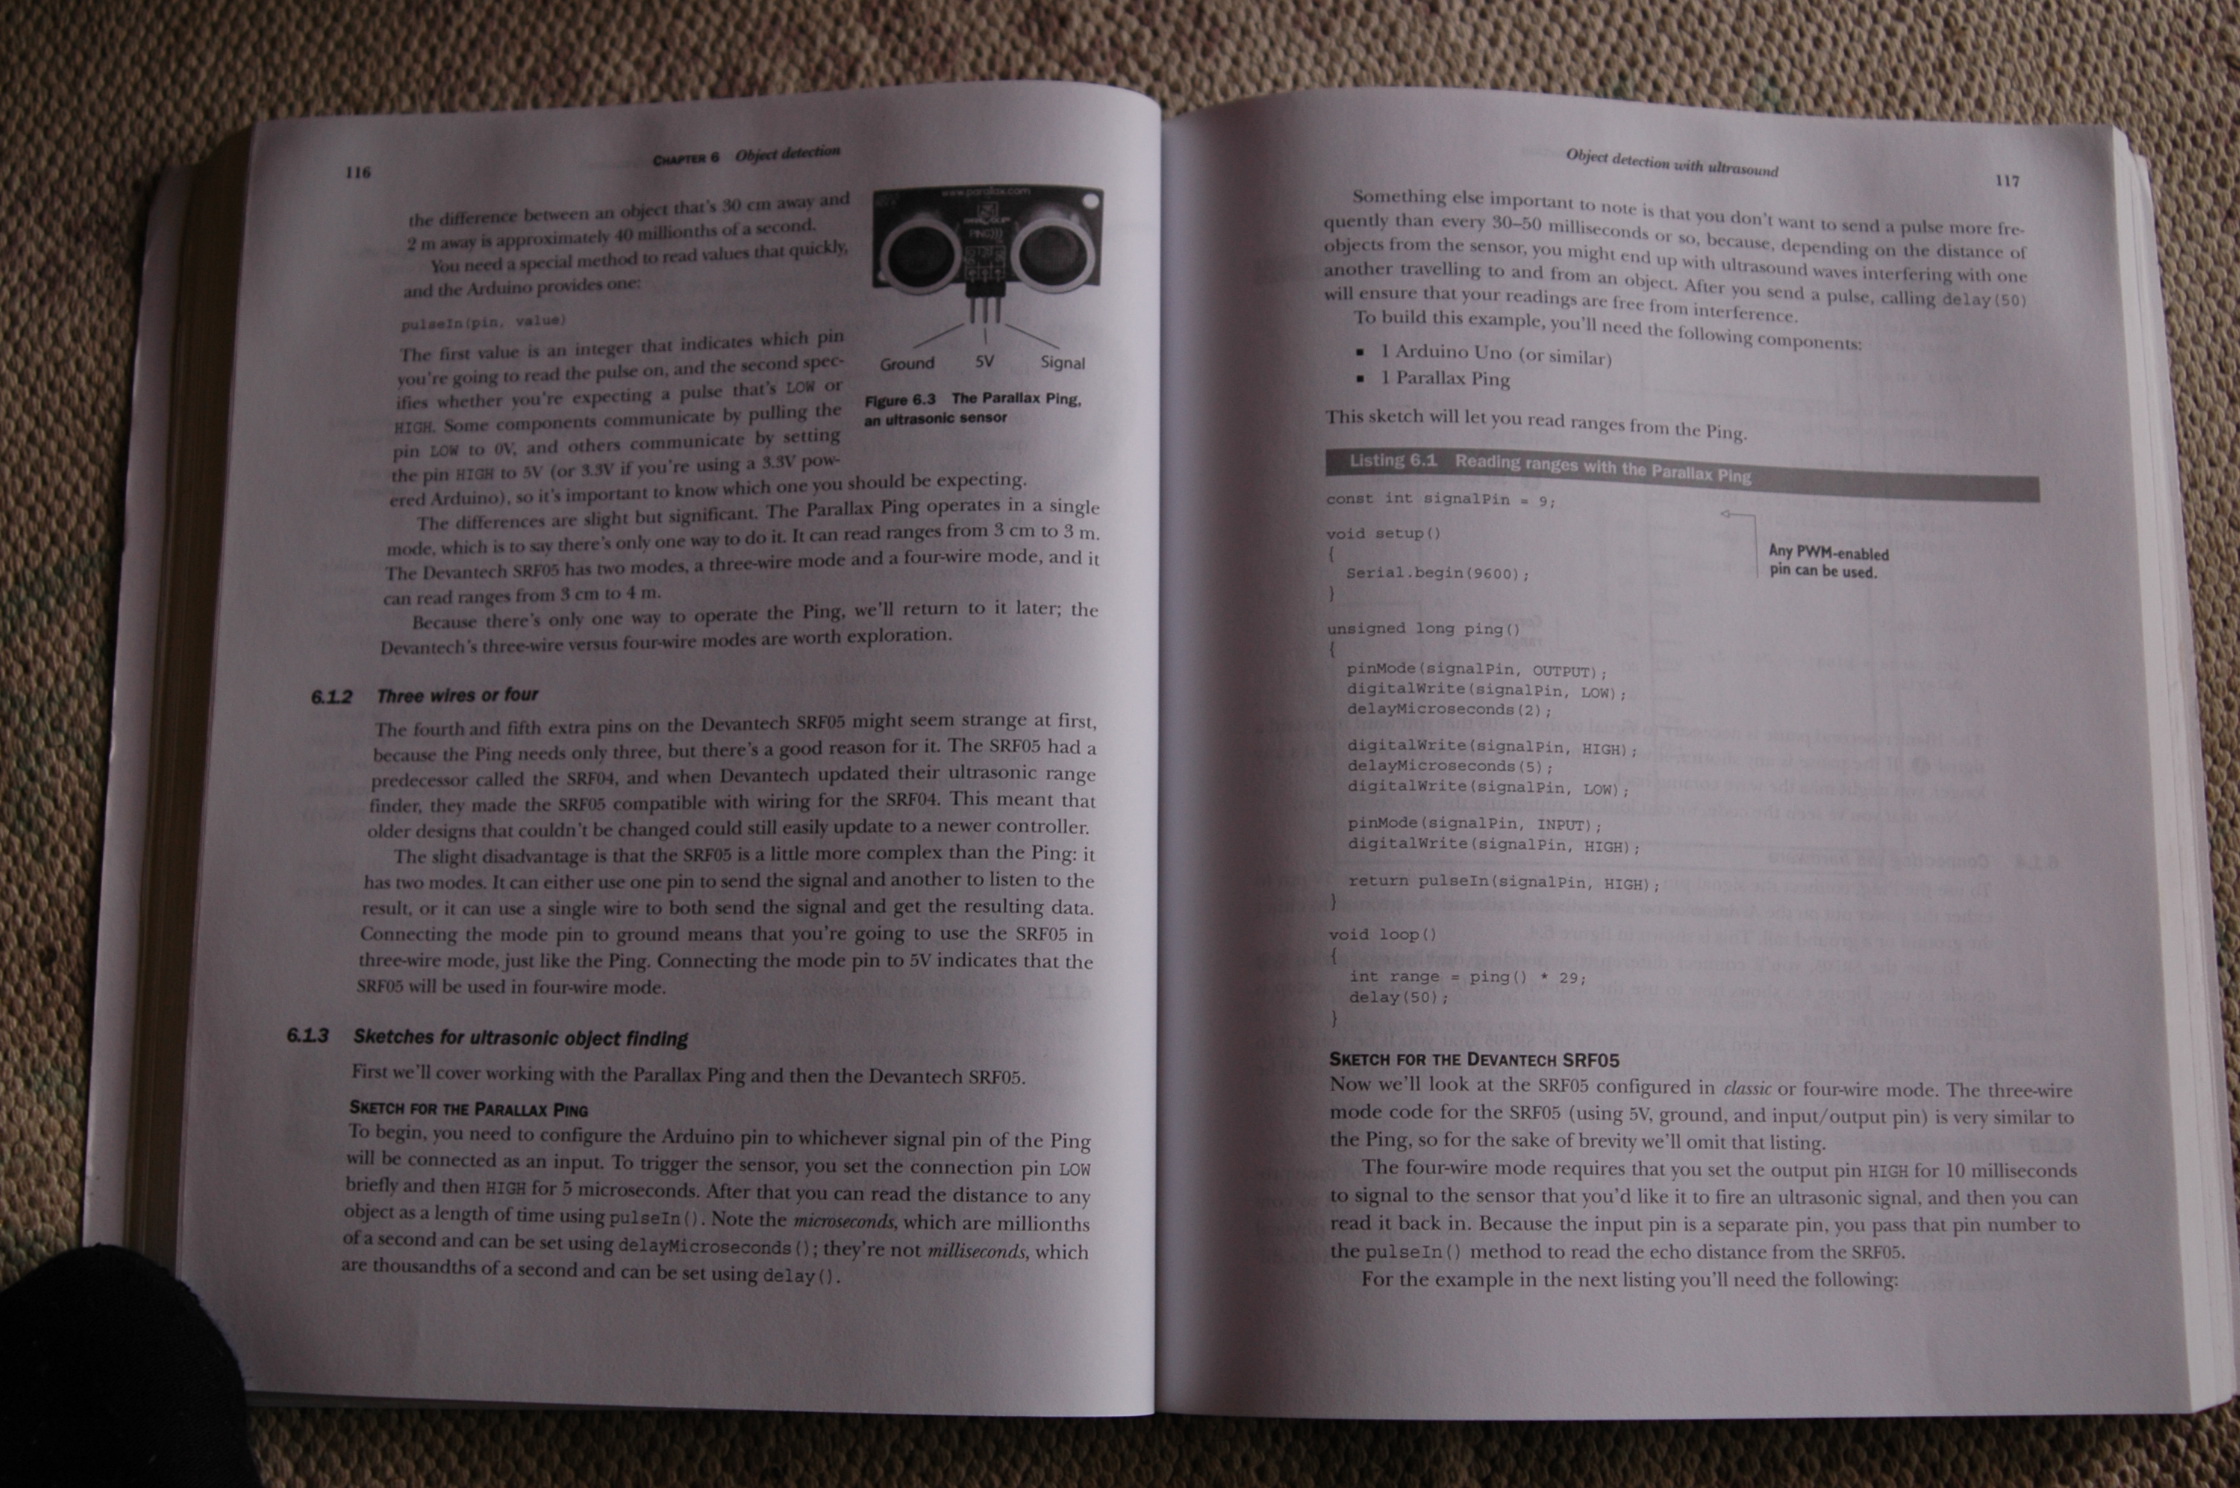 116
CHAPTER 6 Object detection
the difference between an object that's 30 cm away and
2 m away is approximately 40 millionths of a second.
You need a special method to read values that quickly,
and the Arduino provides one:
pulseIn(pin, value)
The first value is an integer that indicates which pin
you're going to read the pulse on, and the second spec-
ifies whether you're expecting a pulse that's LOW or
HIGH. Some components communicate by pulling the
pin LOW to 0V, and others communicate by setting
the pin HIGH to 5V (or 3.3V if you're using a 3.3V pow-
ered Arduino), so it's important to know which one you should be expecting.
www.parallax.com
Ground 5V Signal
Figure 6.3 The Parallax Ping,
an ultrasonic sensor
The differences are slight but significant. The Parallax Ping operates in a single
mode, which is to say there's only one way to do it. It can read ranges from 3 cm to 3 m.
The Devantech SRF05 has two modes, a three-wire mode and a four-wire mode, and it
can read ranges from 3 cm to 4 m.
Because there's only one way to operate the Ping, we'll return to it later; the
Devantech's three-wire versus four-wire modes are worth exploration.
6.1.2 Three wires or four
The fourth and fifth extra pins on the Devantech SRF05 might seem strange at first,
because the Ping needs only three, but there's a good reason for it. The SRF05 had a
predecessor called the SRF04, and when Devantech updated their ultrasonic range
finder, they made the SRF05 compatible with wiring for the SRF04. This meant that
older designs that couldn't be changed could still easily update to a newer controller.
The slight disadvantage is that the SRF05 is a little more complex than the Ping: it
has two modes. It can either use one pin to send the signal and another to listen to the
result, or it can use a single wire to both send the signal and get the resulting data.
Connecting the mode pin to ground means that you're going to use the SRF05 in
three-wire mode, just like the Ping. Connecting the mode pin to 5V indicates that the
SRF05 will be used in four-wire mode.
6.1.3 Sketches for ultrasonic object finding
First we'll cover working with the Parallax Ping and then the Devantech SRF05.
SKETCH FOR THE PARALLAX PING
To begin, you need to configure the Arduino pin to whichever signal pin of the Ping
will be connected as an input. To trigger the sensor, you set the connection pin LOW
briefly and then HIGH for 5 microseconds. After that you can read the distance to any
object as a length of time using pulseIn(). Note the microseconds, which are millionths
of a second and can be set using delayMicroseconds(); they're not milliseconds, which
are thousandths of a second and can be set using delay().
Object detection with ultrasound
117
Something else important to note is that you don't want to send a pulse more fre-
quently than every 30–50 milliseconds or so, because, depending on the distance of
objects from the sensor, you might end up with ultrasound waves interfering with one
another travelling to and from an object. After you send a pulse, calling delay(50)
will ensure that your readings are free from interference.
To build this example, you'll need the following components:
■ 1 Arduino Uno (or similar)
■ 1 Parallax Ping
This sketch will let you read ranges from the Ping.
Listing 6.1 Reading ranges with the Parallax Ping
const int signalPin = 9;
Any PWM-enabled
pin can be used.
void setup()
{
Serial.begin(9600);
}
unsigned long ping()
{
pinMode(signalPin, OUTPUT);
digitalWrite(signalPin, LOW);
delayMicroseconds(2);
digitalWrite(signalPin, HIGH);
delayMicroseconds(5);
digitalWrite(signalPin, LOW);
pinMode(signalPin, INPUT);
digitalWrite(signalPin, HIGH);
return pulseIn(signalPin, HIGH);
}
void loop()
{
int range = ping() * 29;
delay(50);
}
SKETCH FOR THE DEVANTECH SRF05
Now we'll look at the SRF05 configured in classic or four-wire mode. The three-wire
mode code for the SRF05 (using 5V, ground, and input/output pin) is very similar to
the Ping, so for the sake of brevity we'll omit that listing.
The four-wire mode requires that you set the output pin HIGH for 10 milliseconds
to signal to the sensor that you'd like it to fire an ultrasonic signal, and then you can
read it back in. Because the input pin is a separate pin, you pass that pin number to
the pulseIn() method to read the echo distance from the SRF05.
For the example in the next listing you'll need the following: